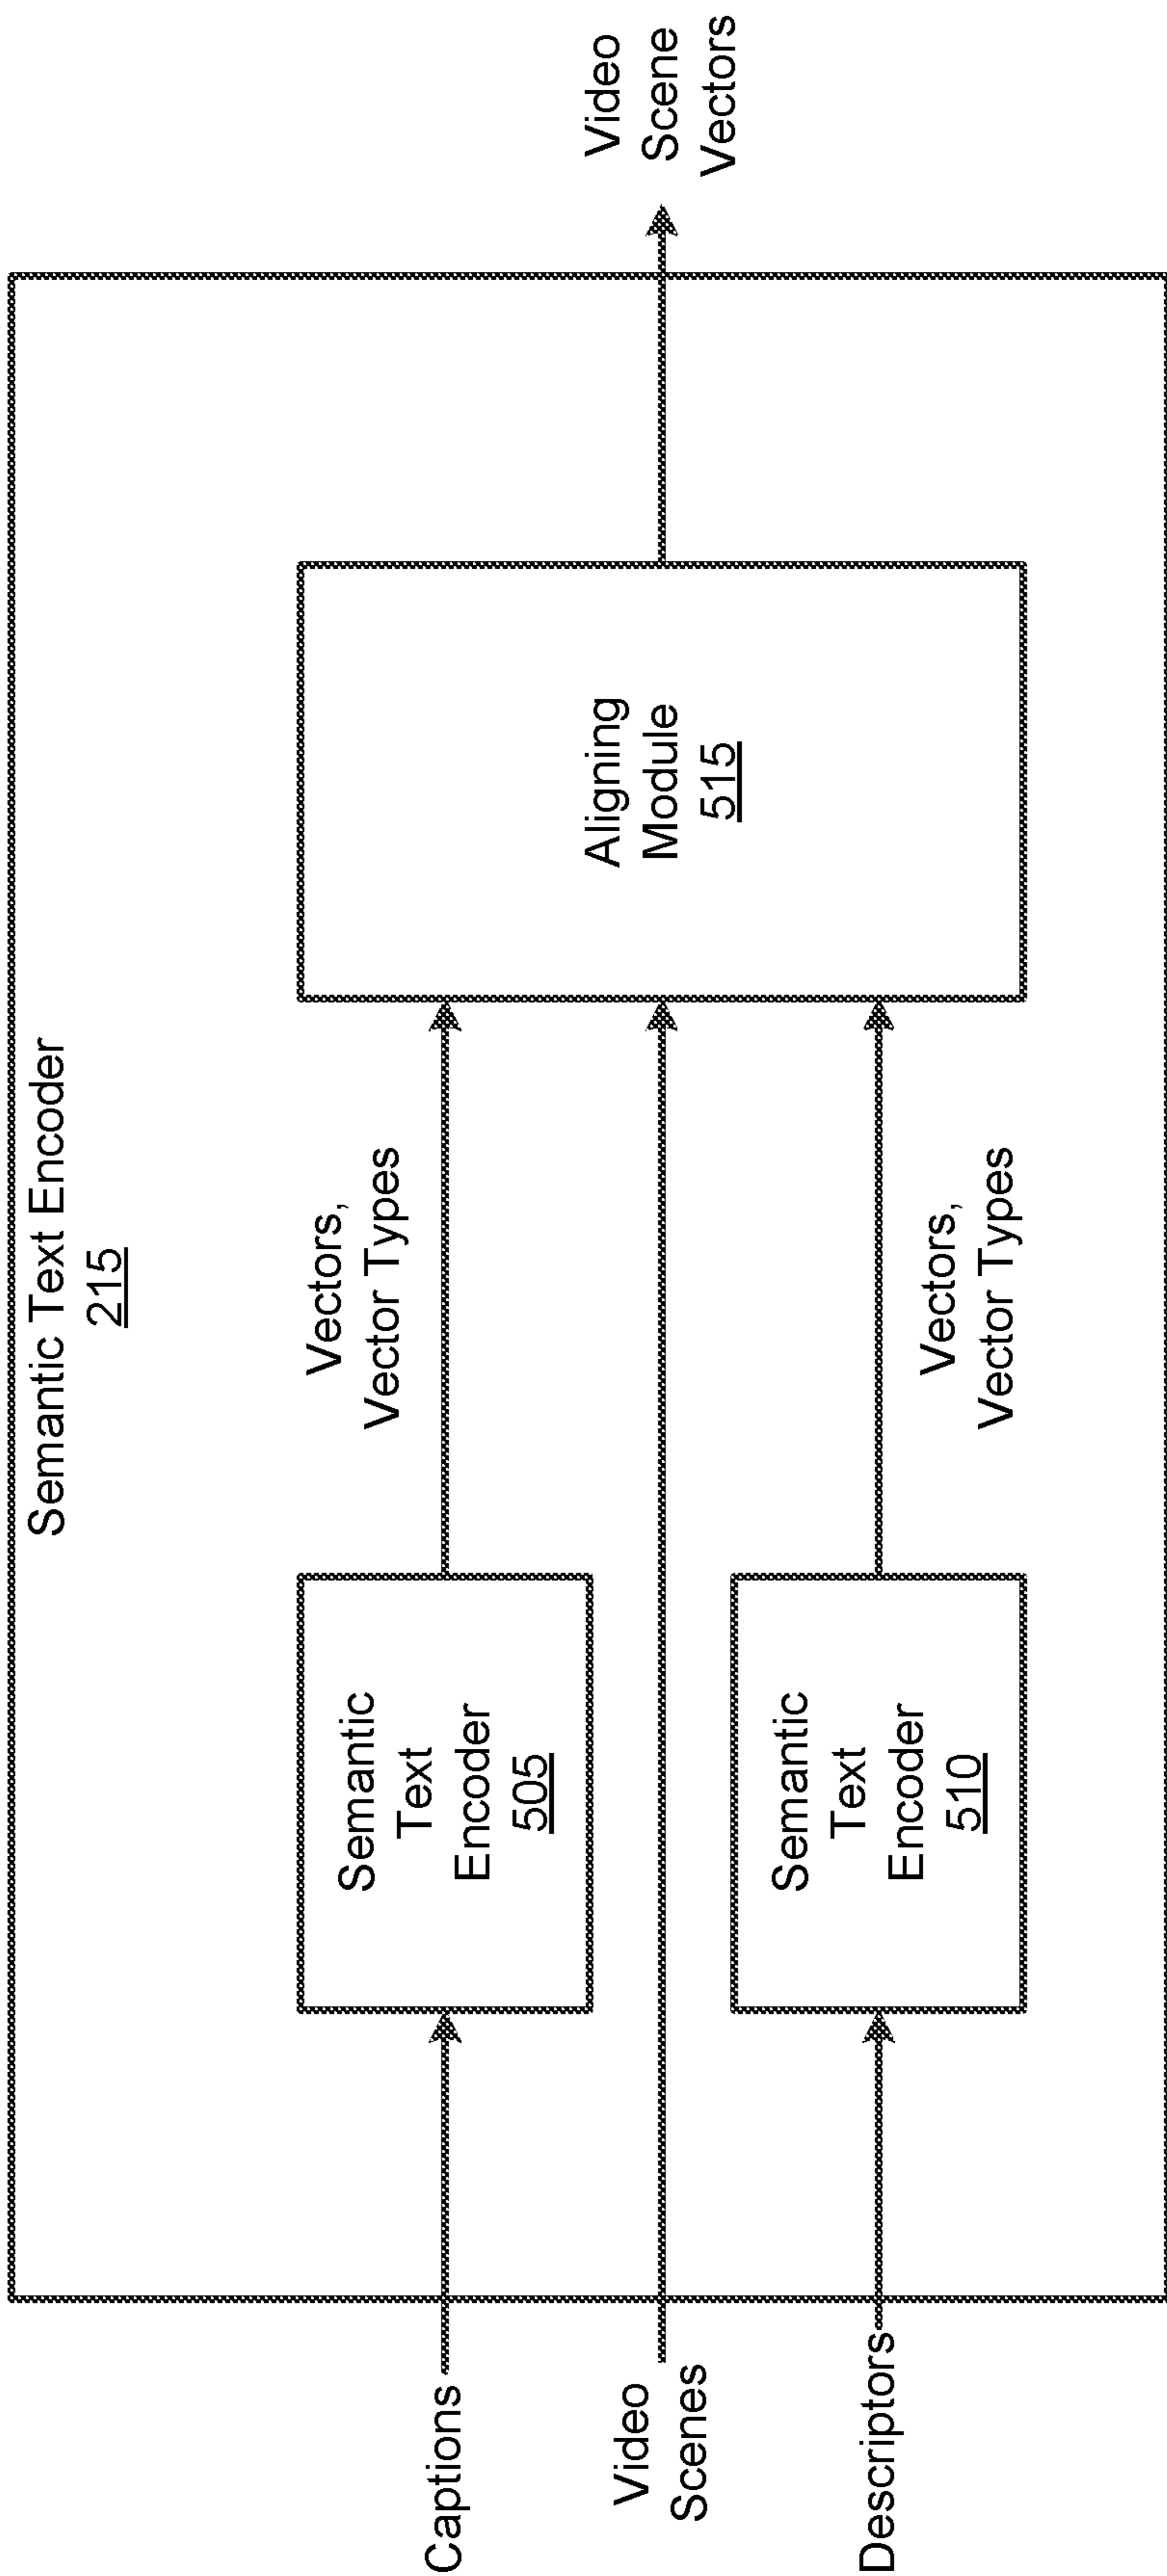 Semantic Text Encoder
215
Captions
Semantic
Text
Encoder
505
Vectors,
Vector Types
Video
Scenes
Aligning
Module
515
Video
Scene
Vectors
Descriptors
Semantic
Text
Encoder
510
Vectors,
Vector Types